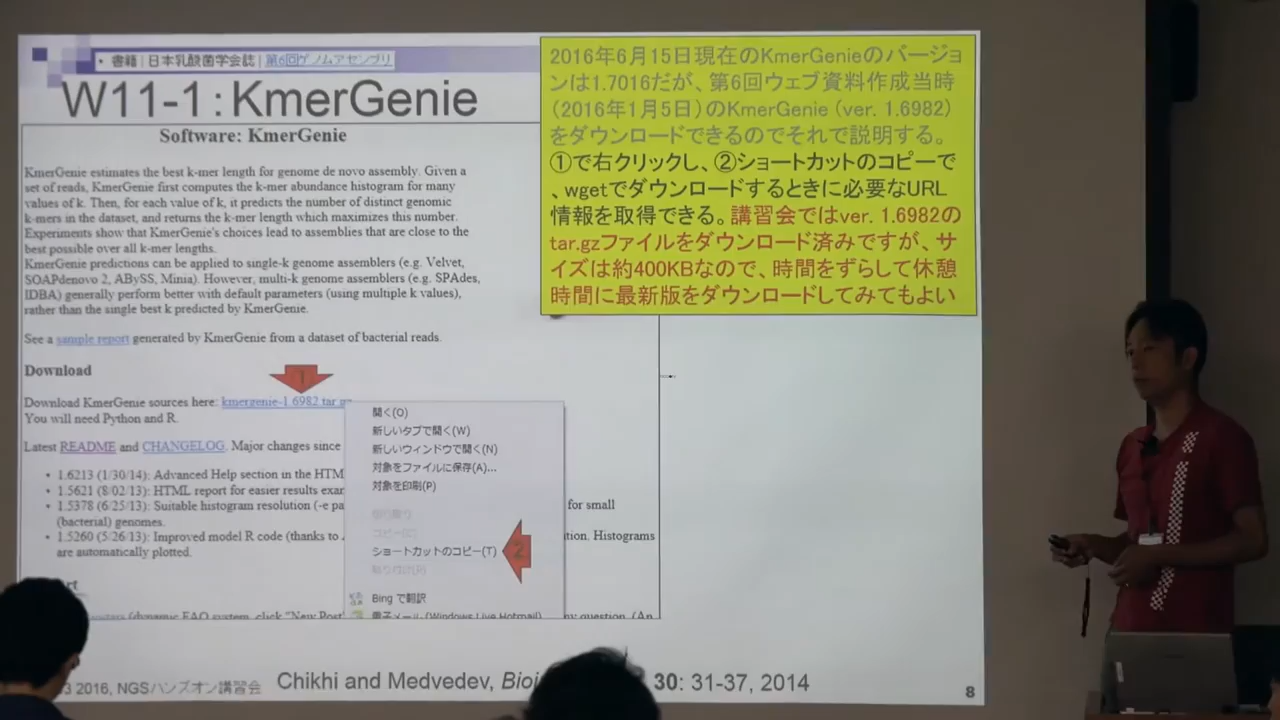 • 書籍 | 日本乳酸菌学会誌 | 第6回ゲノムアセンブリ
W11-1：KmerGenie
Software: KmerGenie
KmerGenie estimates the best k-mer length for genome de novo assembly. Given a
set of reads, KmerGenie first computes the k-mer abundance histogram for many
values of k. Then, for each value of k, it predicts the number of distinct genomic
k-mers in the dataset, and returns the k-mer length which maximizes this number.
Experiments show that KmerGenie's choices lead to assemblies that are close to the
best possible over all k-mer lengths.
KmerGenie predictions can be applied to single-k genome assemblers (e.g. Velvet,
SOAPdenovo 2, ABySS, Minia). However, multi-k genome assemblers (e.g. SPAdes,
IDBA) generally perform better with default parameters (using multiple k values),
rather than the single best k predicted by KmerGenie.
See a sample report generated by KmerGenie from a dataset of bacterial reads.
Download
Download KmerGenie sources here: kmergenie-1.6982.tar.gz
You will need Python and R.
Latest README and CHANGELOG. Major changes since
• 1.6213 (1/30/14): Advanced Help section in the HTM
• 1.5621 (8/02/13): HTML report for easier results exa
• 1.5378 (6/25/13): Suitable histogram resolution (-e pa for small
(bacterial) genomes.
• 1.5260 (5/26/13): Improved model R code (thanks to Histograms
are automatically plotted.
①
開く(O)
新しいタブで開く(W)
新しいウィンドウで開く(N)
対象をファイルに保存(A)...
対象を印刷(P)
切り取り
コピー(C)
ショートカットのコピー(T)
②
貼り付け(P)
Bing で翻訳
電子メール (Windows Live Hotmail)
2016年6月15日現在のKmerGenieのバージョ
ンは1.7016だが、第6回ウェブ資料作成当時
(2016年1月5日)のKmerGenie (ver. 1.6982)
をダウンロードできるのでそれで説明する。
①で右クリックし、②ショートカットのコピーで
、wgetでダウンロードするときに必要なURL
情報を取得できる。講習会ではver. 1.6982の
tar.gzファイルをダウンロード済みですが、サ
イズは約400KBなので、時間をずらして休憩
時間に最新版をダウンロードしてみてもよい
2016, NGSハンズオン講習会
Chikhi and Medvedev, 30: 31-37, 2014
8